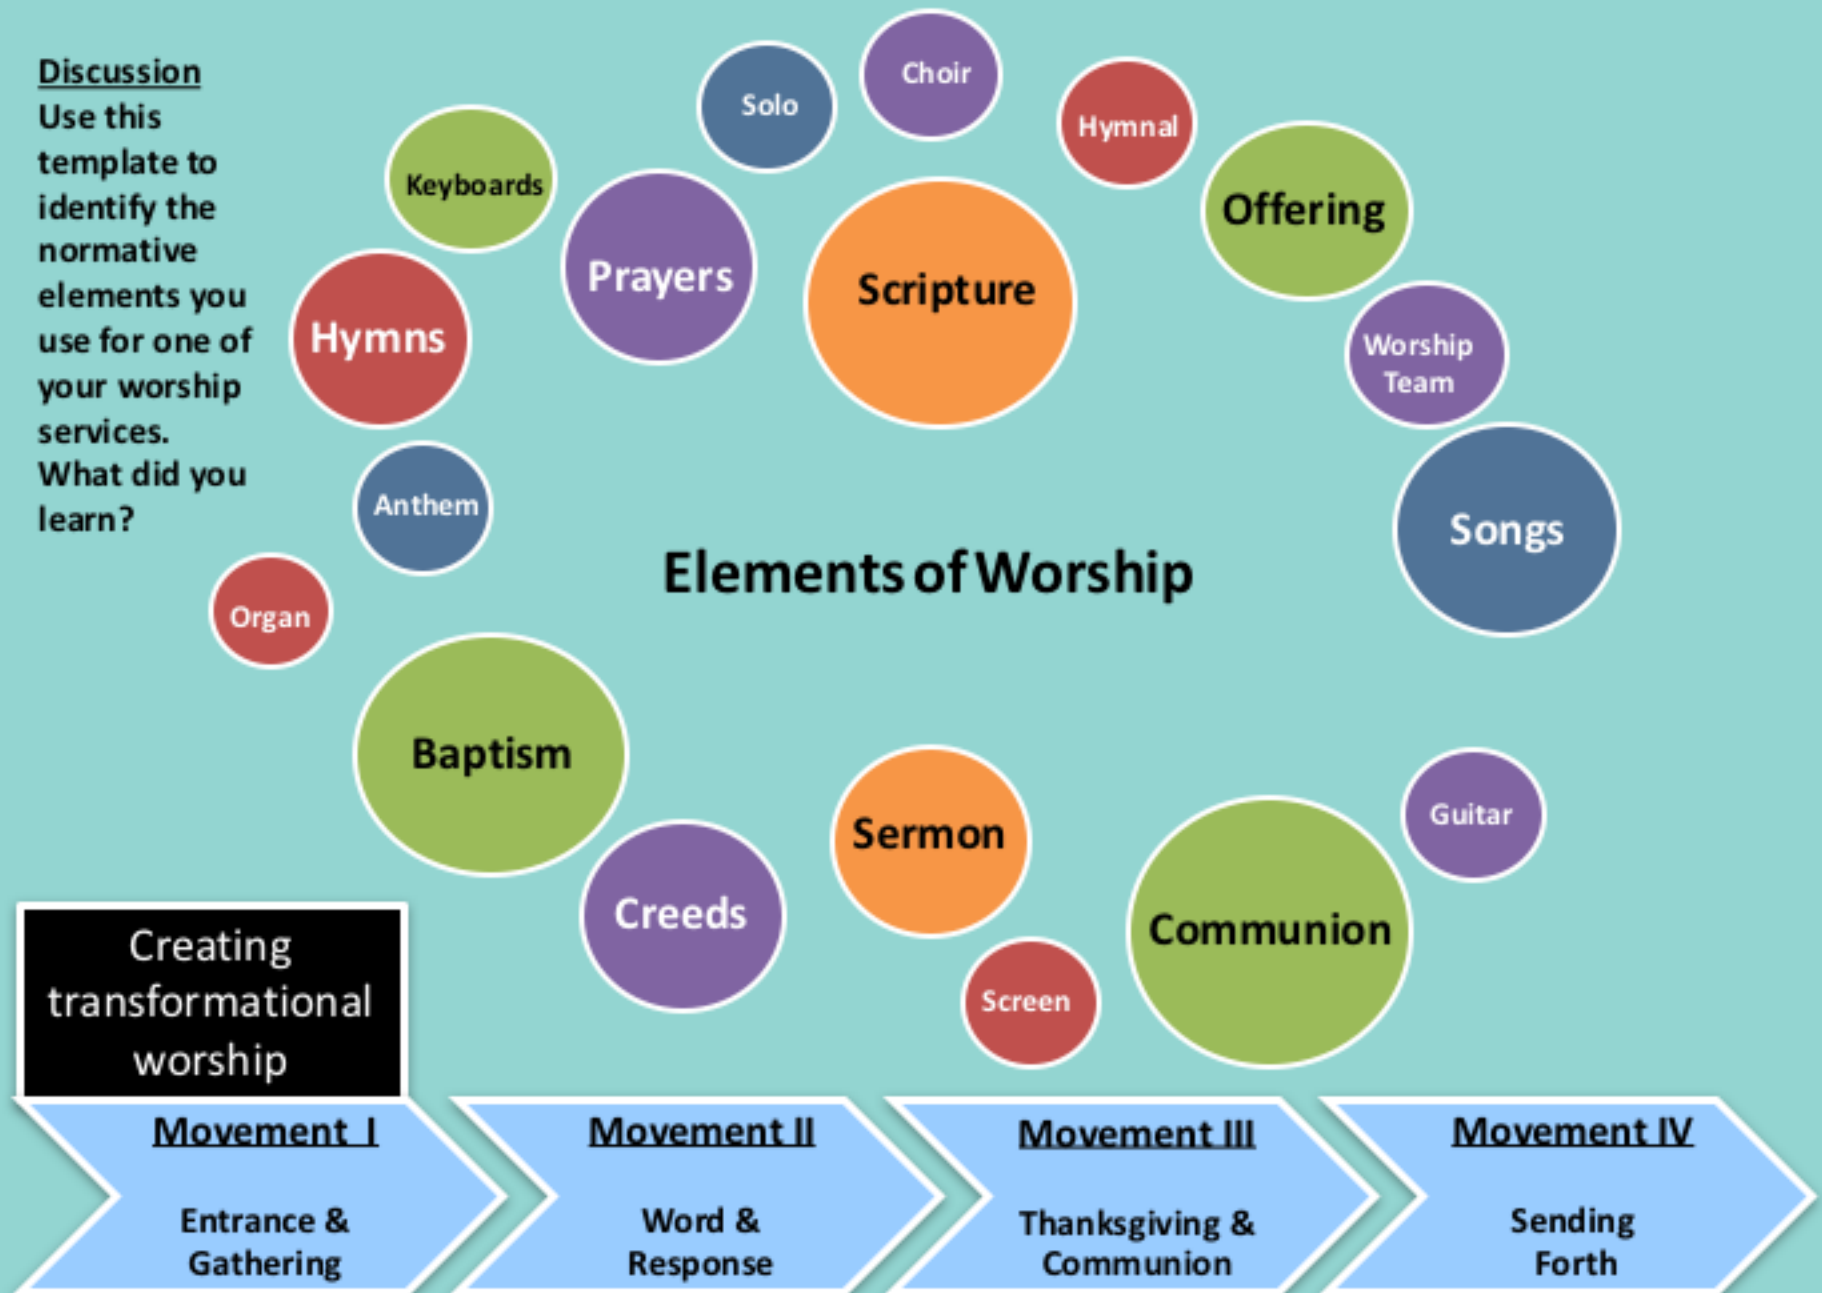 Discussion
Use this
template to
identify the
normative
elements you
use for one of
your worship
services.
What did you
learn?
Solo
Choir
Hymnal
Keyboards
Prayers
Scripture
Offering
Hymns
Worship
Team
Anthem
Songs
Elements of Worship
Organ
Baptism
Sermon
Guitar
Creeds
Communion
Screen
Creating
transformational
worship
Movement I
Entrance &
Gathering
Movement II
Word &
Response
Movement III
Thanksgiving &
Communion
Movement IV
Sending
Forth